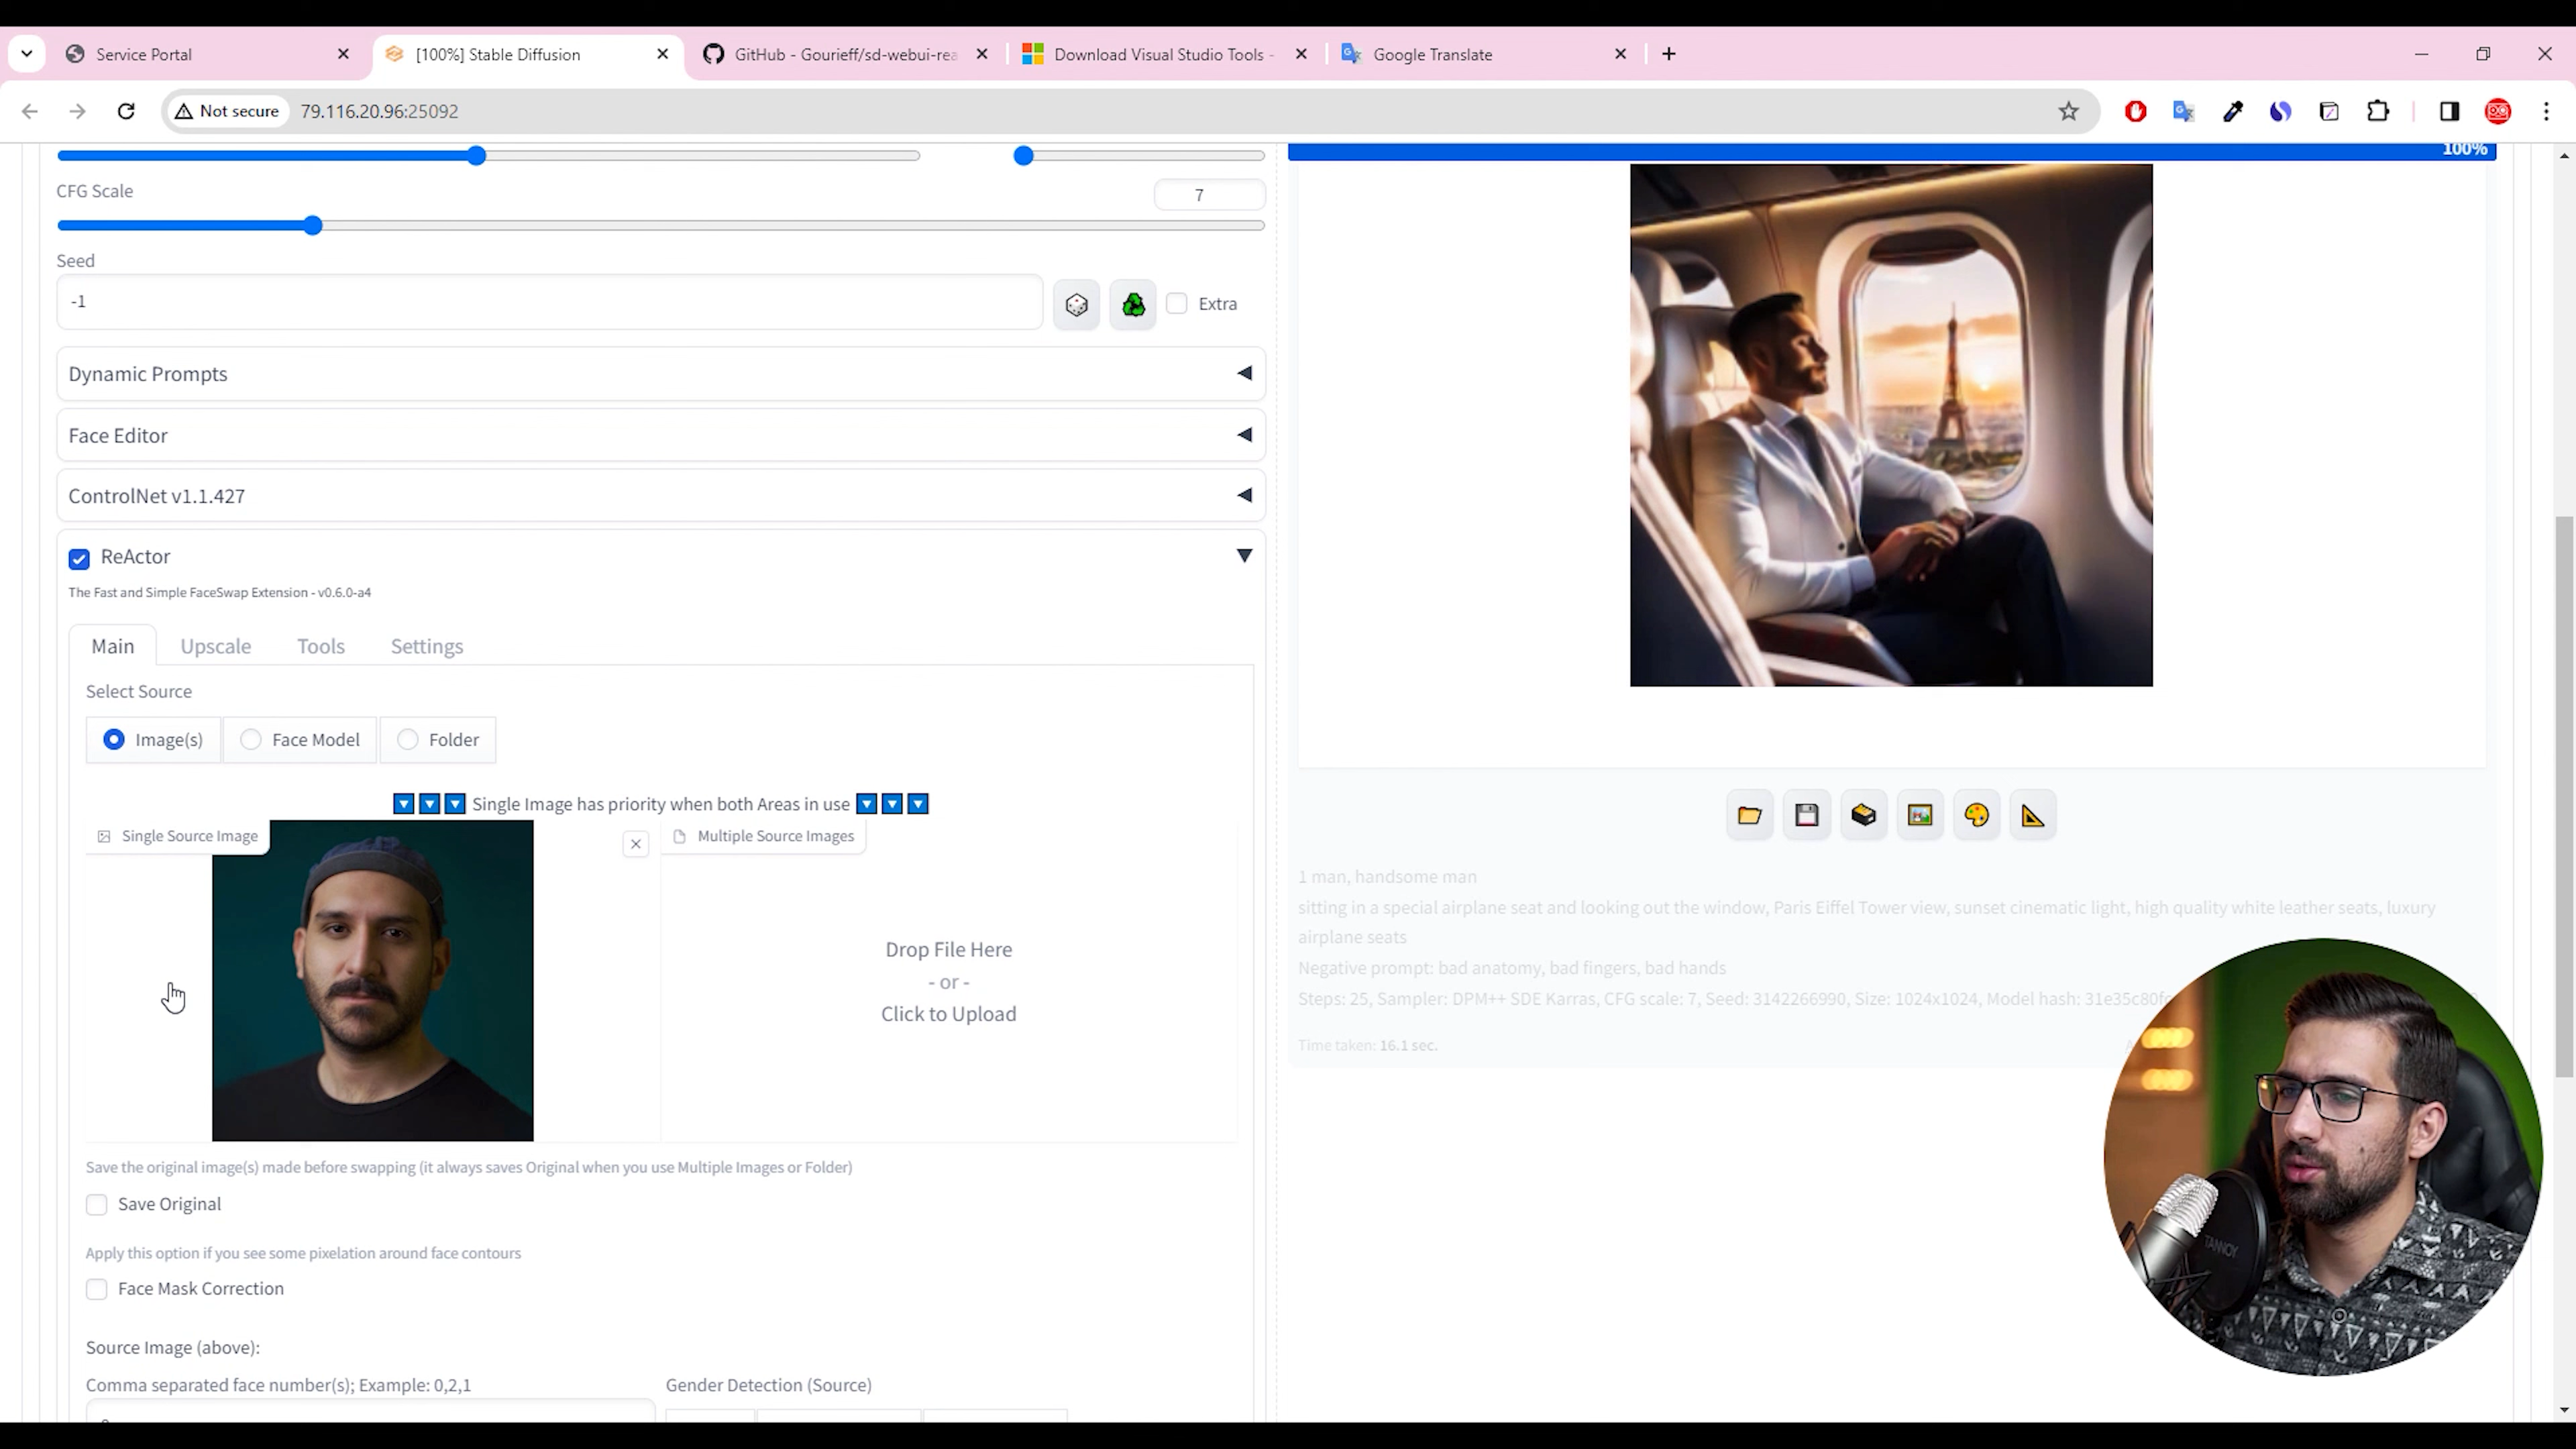 Service Portal
[100%] Stable Diffusion
GitHub - Gourieff/sd-webui-rea
Download Visual Studio Tools -
Google Translate
Not secure
79.116.20.96:25092
100%
CFG Scale
7
Seed
-1
Extra
Dynamic Prompts
Face Editor
ControlNet v1.1.427
ReActor
The Fast and Simple FaceSwap Extension - v0.6.0-a4
Main
Upscale
Tools
Settings
Select Source
Image(s)
Face Model
Folder
Single Image has priority when both Areas in use
Single Source Image
Multiple Source Images
Drop File Here
- or -
Click to Upload
Save the original image(s) made before swapping (it always saves Original when you use Multiple Images or Folder)
Save Original
Apply this option if you see some pixelation around face contours
Face Mask Correction
Source Image (above):
Comma separated face number(s); Example: 0,2,1
Gender Detection (Source)
1 man, handsome man
sitting in a special airplane seat and looking out the window, Paris Eiffel Tower view, sunset cinematic light, high quality white leather seats, luxury
airplane seats
Negative prompt: bad anatomy, bad fingers, bad hands
Steps: 25, Sampler: DPM++ SDE Karras, CFG scale: 7, Seed: 3142266990, Size: 1024x1024, Model hash: 31e35c80fc
Time taken: 16.1 sec.
TANNOY